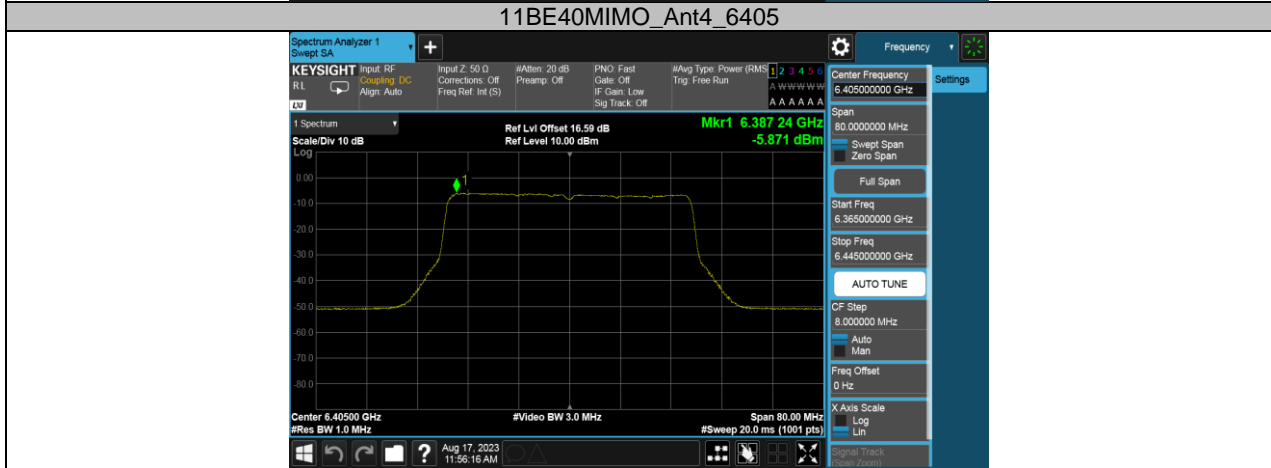 11BE40MIMO_Ant4_6405
Spectrum Analyzer 1
Swept SA
Frequency
KEYSIGHT
RL
LXI
Input: RF
Coupling: DC
Align: Auto
Input Z: 50 Ω
Corrections: Off
Freq Ref: Int (S)
#Atten: 20 dB
Preamp: Off
PNO: Fast
Gate: Off
IF Gain: Low
Sig Track: Off
#Avg Type: Power (RMS
Trig: Free Run
1 2 3 4 5 6
A W W W W W
A A A A A A
1 Spectrum
Scale/Div 10 dB
Log
Ref Lvl Offset 16.59 dB
Ref Level 10.00 dBm
Mkr1 6.387 24 GHz
-5.871 dBm
1
0.00
-10.0
-20.0
-30.0
-40.0
-50.0
-60.0
-70.0
-80.0
Center 6.40500 GHz
#Res BW 1.0 MHz
#Video BW 3.0 MHz
Span 80.00 MHz
#Sweep 20.0 ms (1001 pts)
Aug 17, 2023
11:56:16 AM
Center Frequency
6.405000000 GHz
Settings
Span
80.0000000 MHz
Swept Span
Zero Span
Full Span
Start Freq
6.365000000 GHz
Stop Freq
6.445000000 GHz
AUTO TUNE
CF Step
8.000000 MHz
Auto
Man
Freq Offset
0 Hz
X Axis Scale
Log
Lin
Signal Track
(Span Zoom)